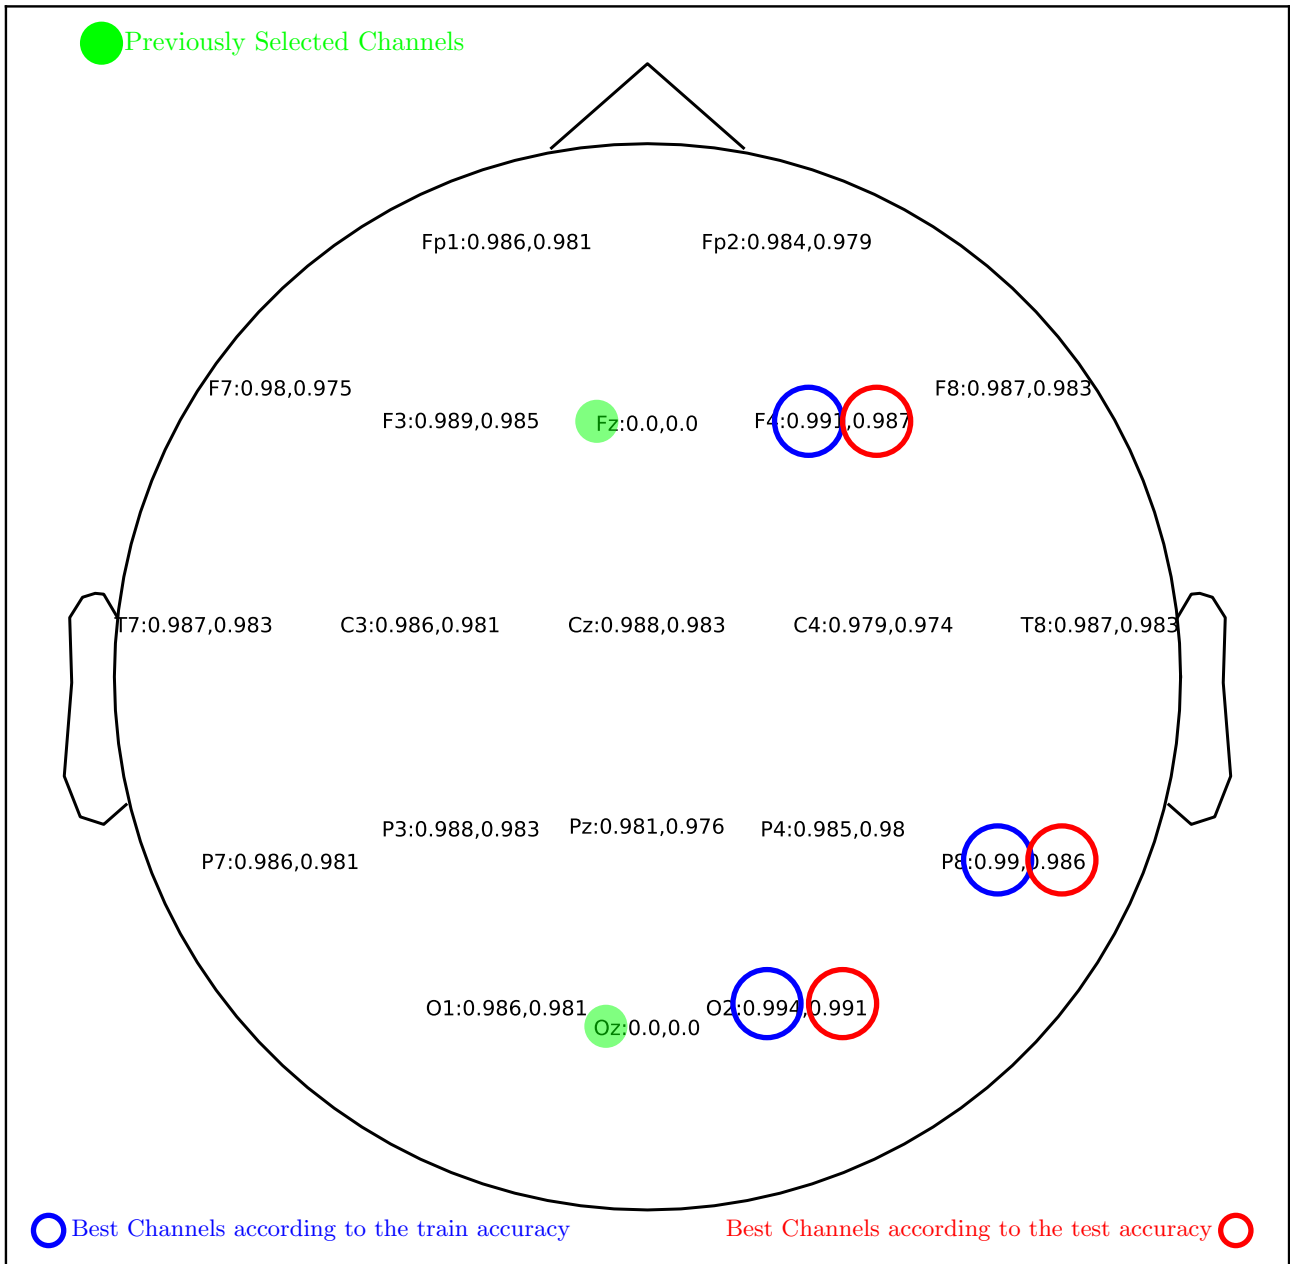 Previously Selected Channels
Fp1:0.986,0.981
Fp2:0.984,0.979
F7:0.98,0.975
F3:0.989,0.985
Fz:0.0,0.0
F4:0.991,0.987
F8:0.987,0.983
T7:0.987,0.983
C3:0.986,0.981
Cz:0.988,0.983
C4:0.979,0.974
T8:0.987,0.983
P7:0.986,0.981
P3:0.988,0.983
Pz:0.981,0.976
P4:0.985,0.98
P8:0.99,0.986
O1:0.986,0.981
Oz:0.0,0.0
O2:0.994,0.991
Best Channels according to the train accuracy
Best Channels according to the test accuracy